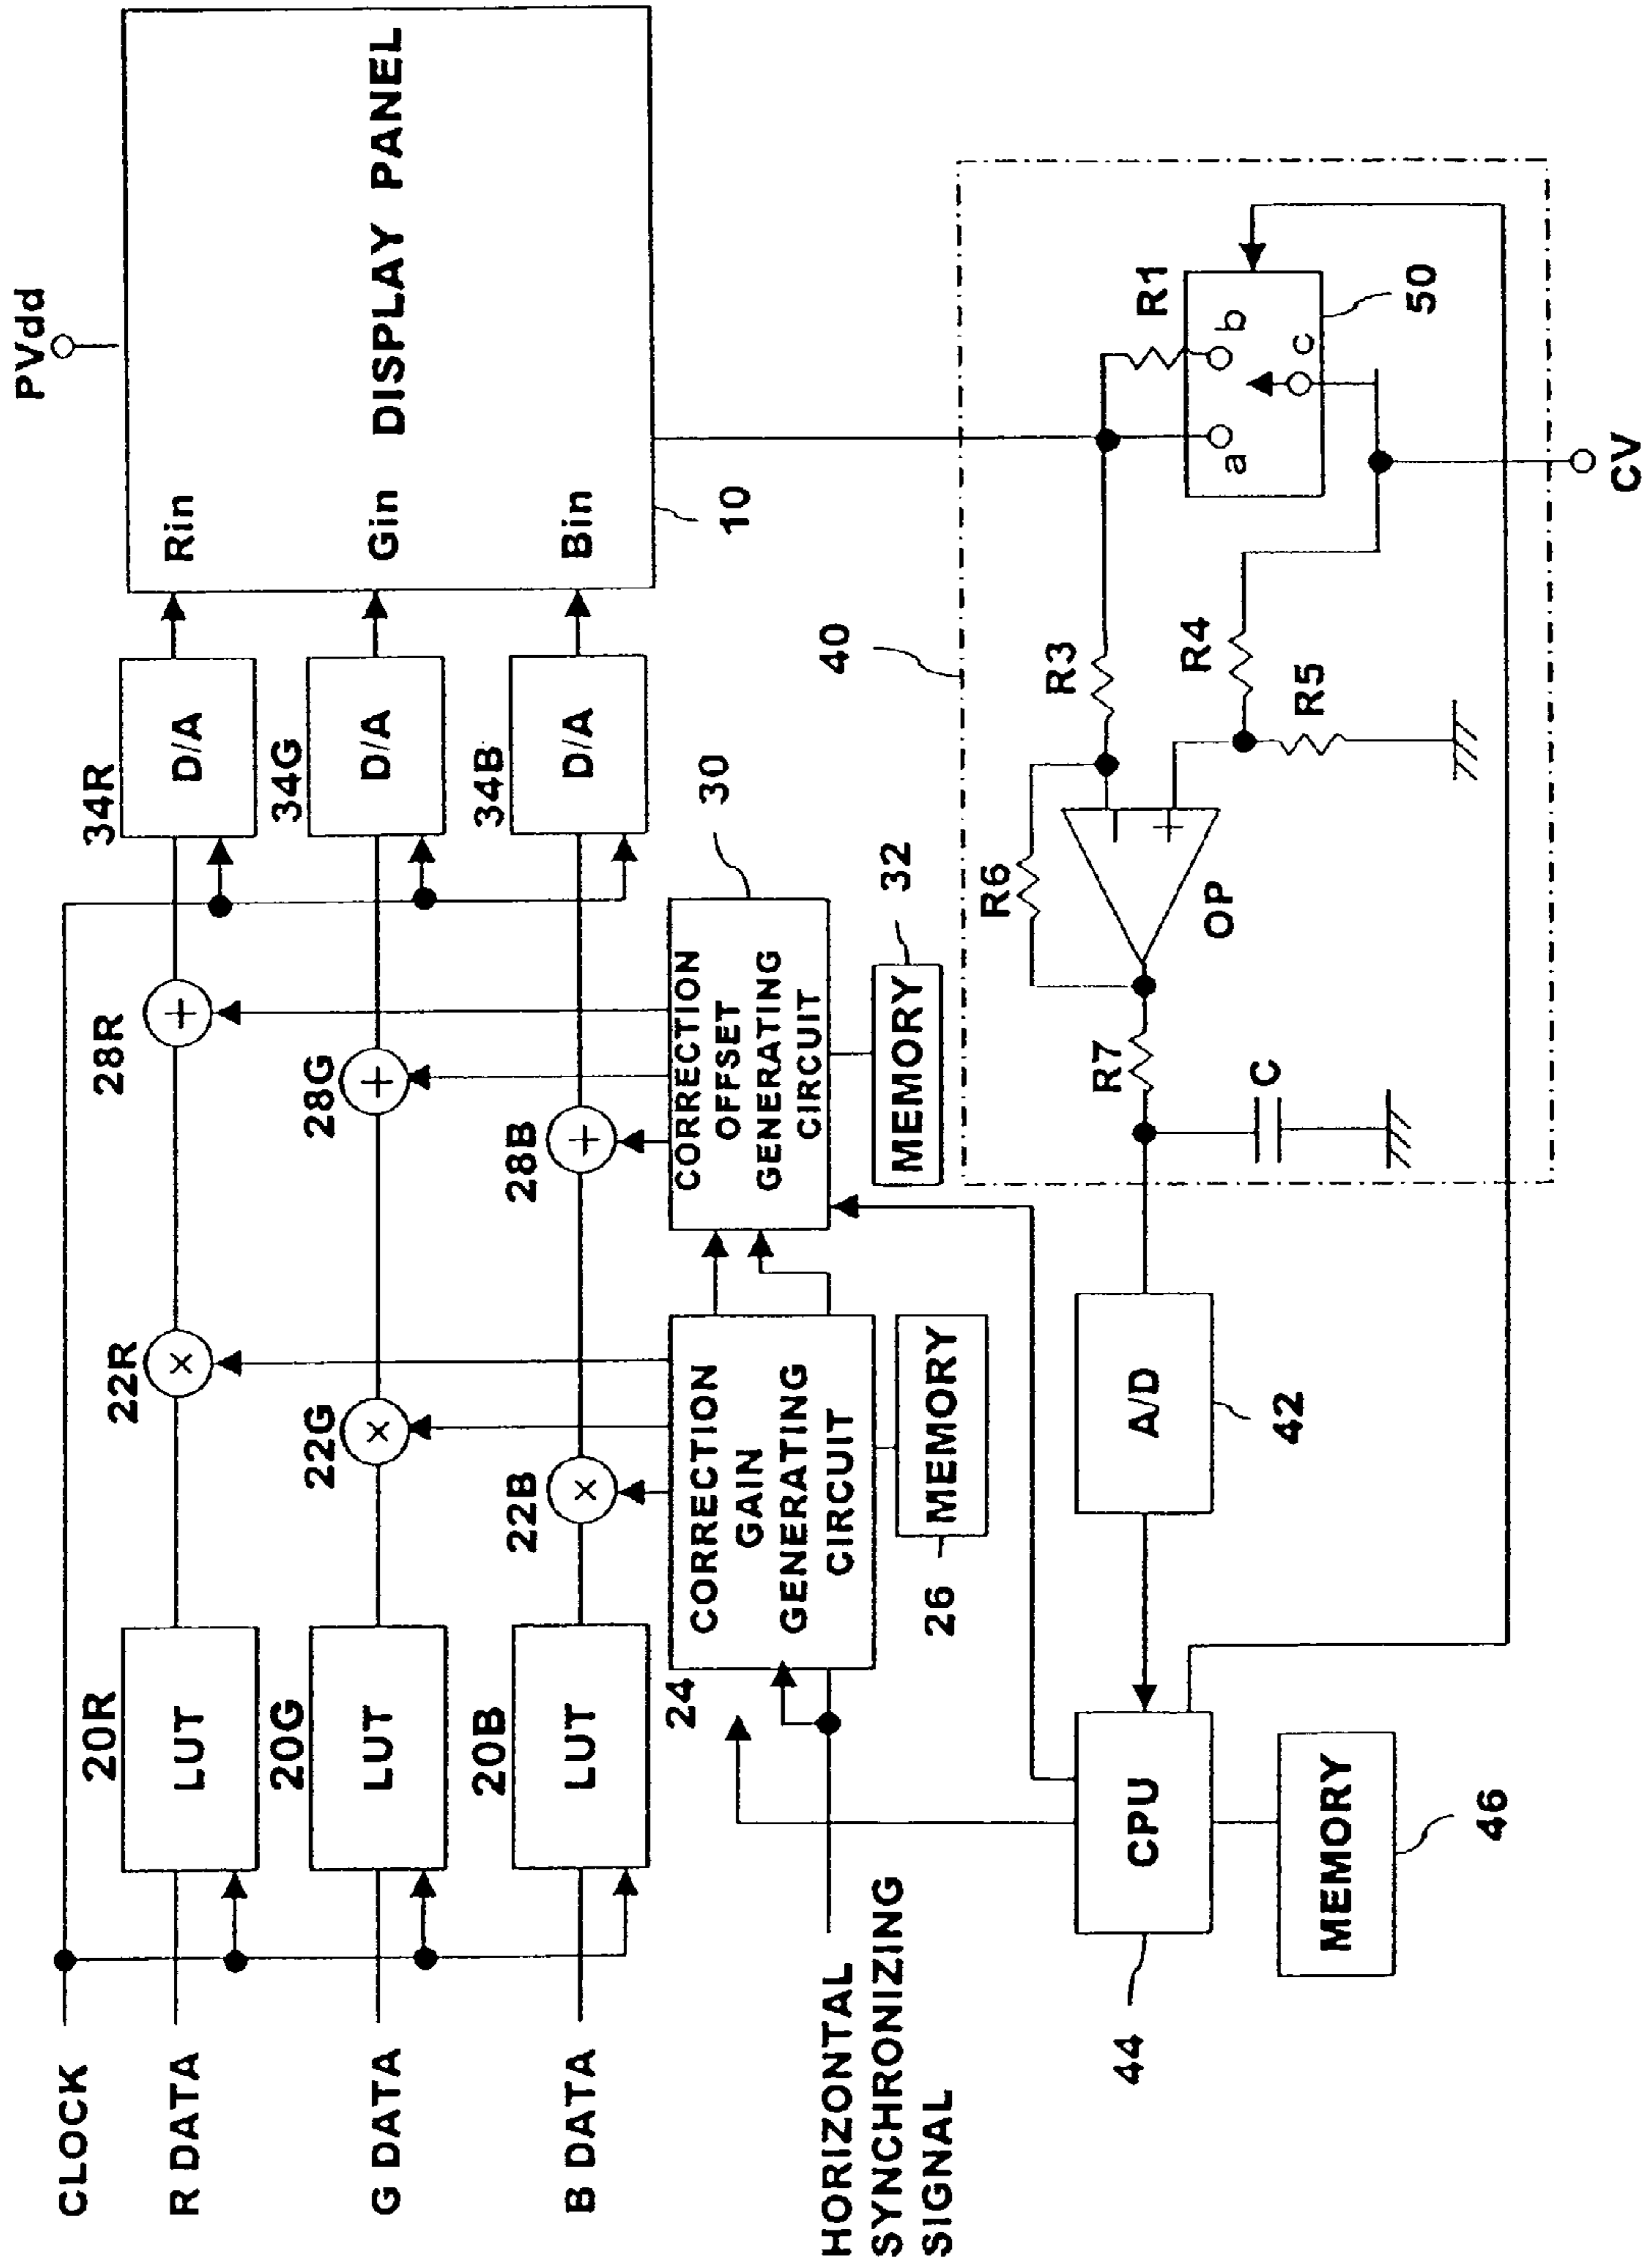 PVdd
CLOCK
R DATA
G DATA
B DATA
20R
LUT
20G
LUT
20B
LUT
22R
×
22G
×
22B
×
28R
+
28G
+
28B
+
34R
D/A
34G
D/A
34B
D/A
Rin
Gin
Bin
DISPLAY PANEL
10
24
CORRECTION
GAIN
GENERATING
CIRCUIT
26
MEMORY
CORRECTION
OFFSET
GENERATING
CIRCUIT
30
MEMORY
32
HORIZONTAL
SYNCHRONIZING
SIGNAL
CPU
44
MEMORY
46
A/D
42
40
R7
C
R6
OP
−
+
R3
R4
R5
R1
a
b
c
50
CV